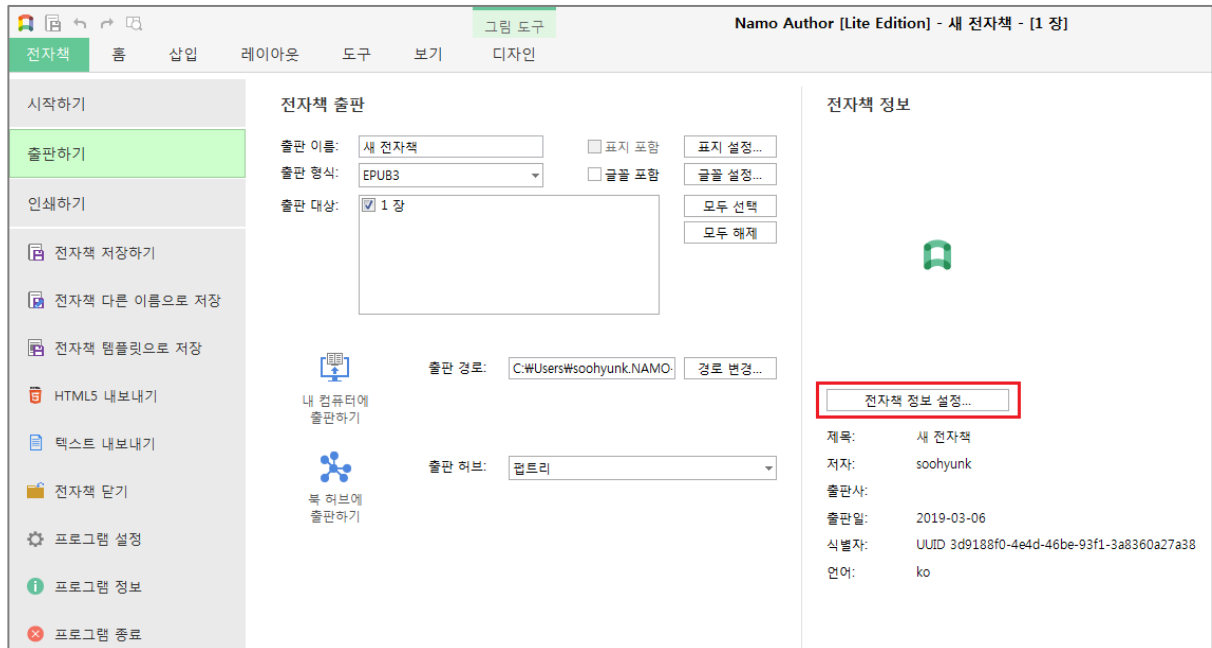 그림 도구
Namo Author [Lite Edition] - 새 전자책 - [1 장]
전자책 홈 삽입 레이아웃 도구 보기 디자인
시작하기
출판하기
인쇄하기
전자책 저장하기
전자책 다른 이름으로 저장
전자책 템플릿으로 저장
HTML5 내보내기
텍스트 내보내기
전자책 닫기
프로그램 설정
프로그램 정보
프로그램 종료
전자책 출판
출판 이름: 새 전자책 표지 포함 표지 설정...
출판 형식: EPUB3 글꼴 포함 글꼴 설정...
출판 대상: 1 장 모두 선택
모두 해제
출판 경로: C:₩Users₩soohyunk.NAMO- 경로 변경...
내 컴퓨터에
출판하기
출판 허브: 펍트리
북 허브에
출판하기
전자책 정보
전자책 정보 설정...
제목: 새 전자책
저자: soohyunk
출판사:
출판일: 2019-03-06
식별자: UUID 3d9188f0-4e4d-46be-93f1-3a8360a27a38
언어: ko